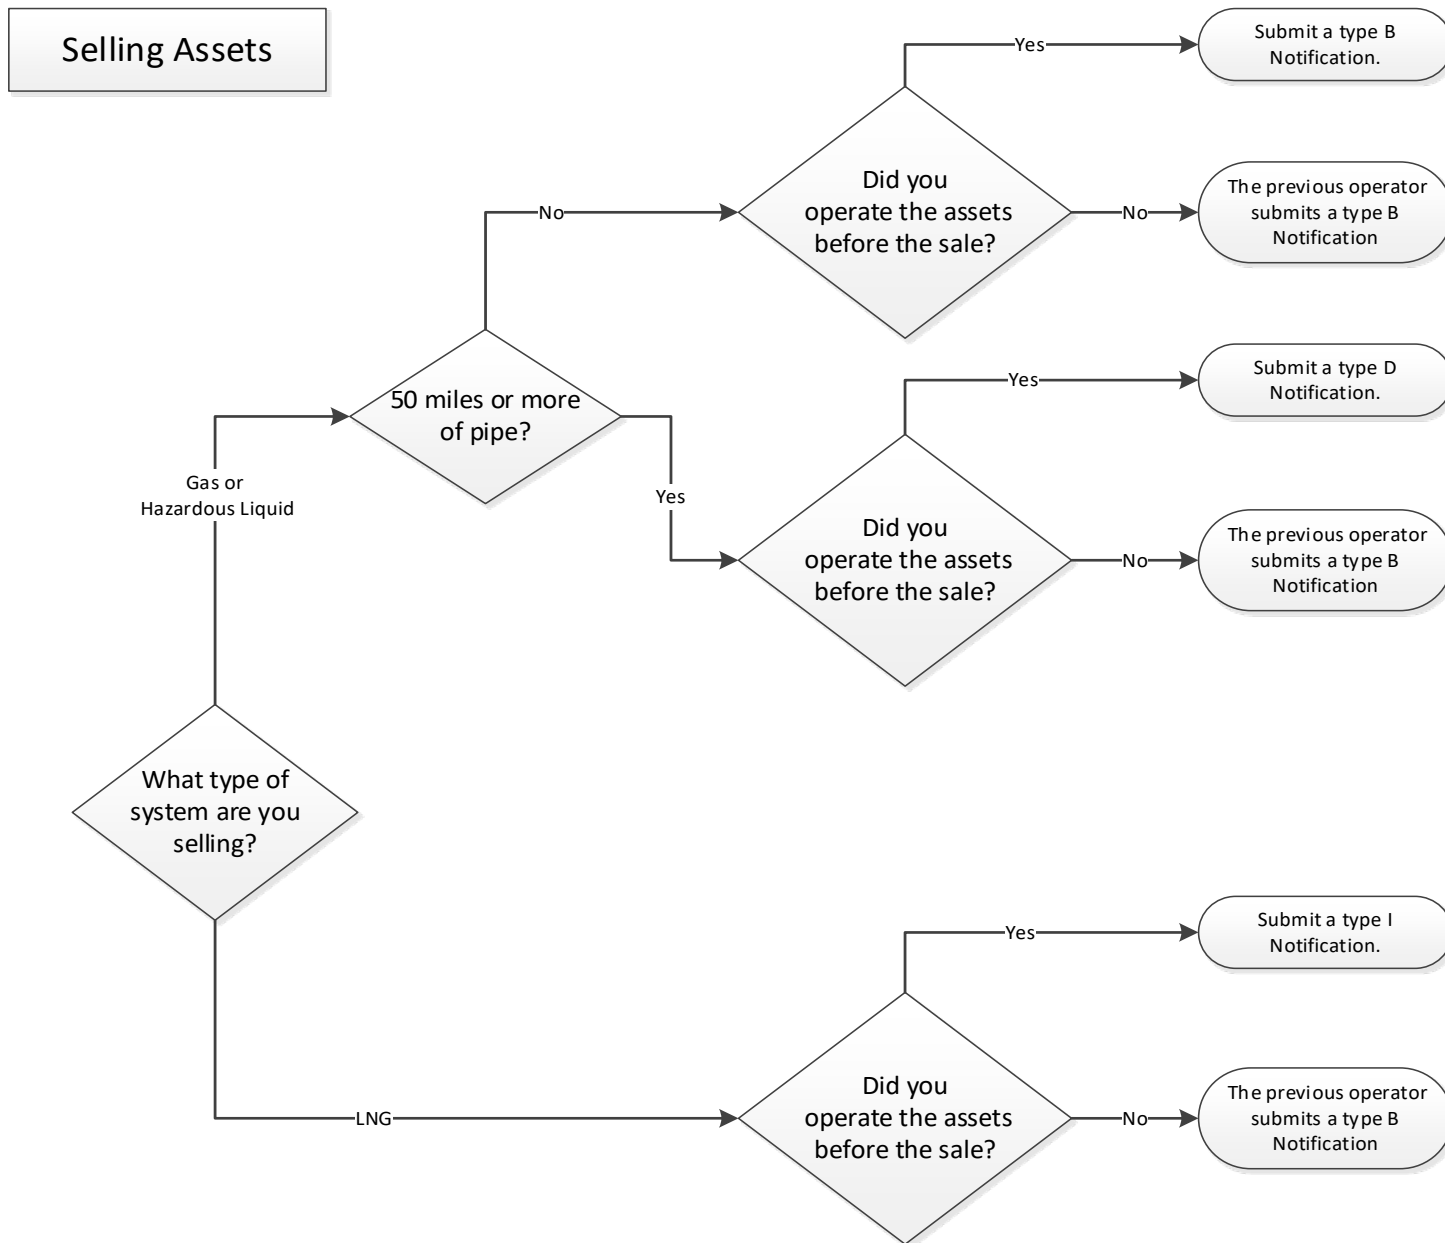 Selling Assets
Yes
Submit a type B
Notification.
Did you
operate the assets
before the sale?
No
No
The previous operator
submits a type B
Notification
50 miles or more
of pipe?
Yes
Submit a type D
Notification.
Gas or
Hazardous Liquid
Yes
Did you
operate the assets
before the sale?
No
The previous operator
submits a type B
Notification
What type of
system are you
selling?
Yes
Submit a type I
Notification.
LNG
Did you
operate the assets
before the sale?
No
The previous operator
submits a type B
Notification